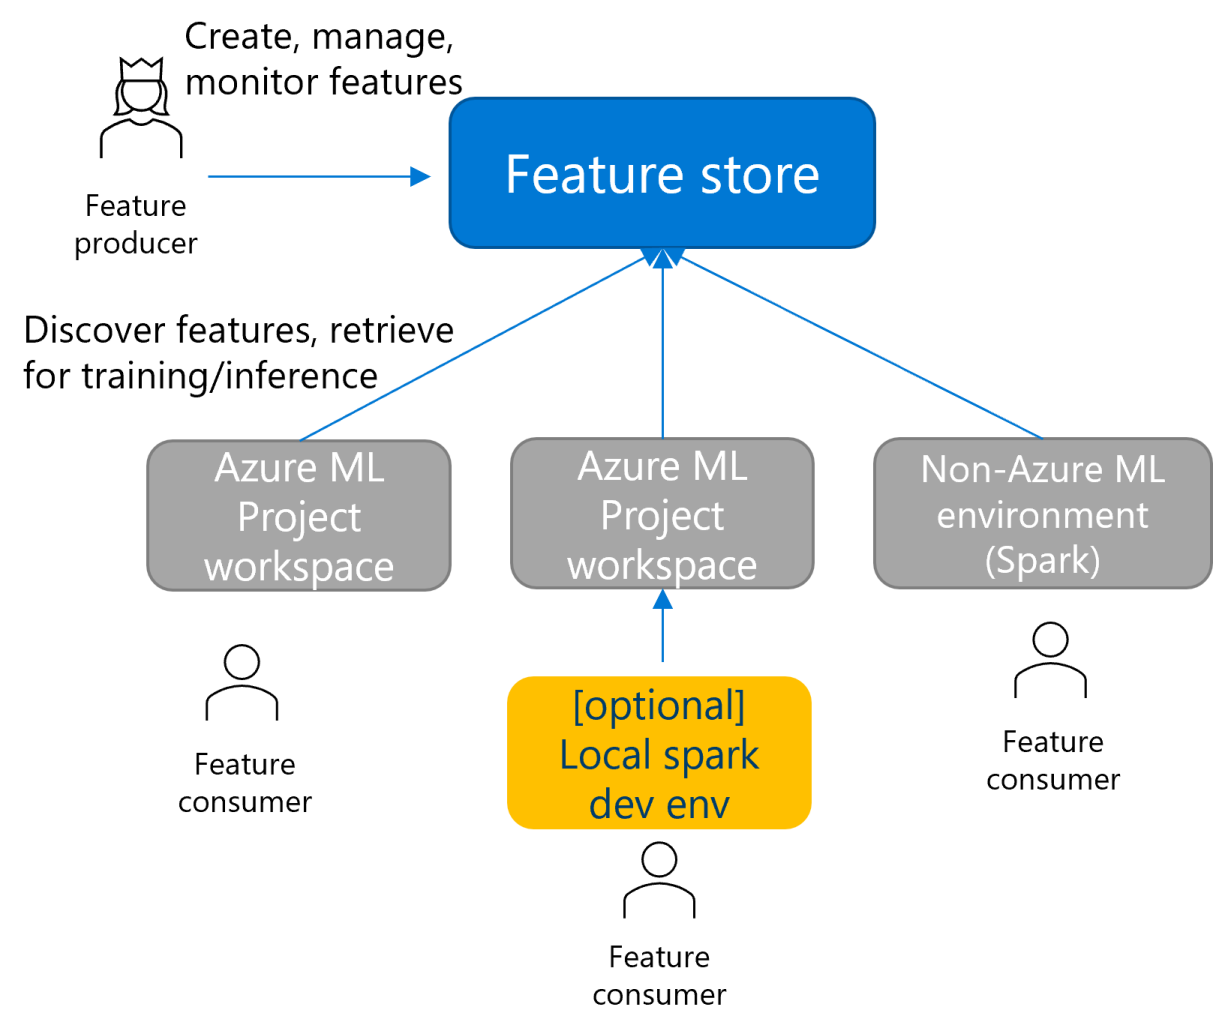 Create, manage,
monitor features
Feature
producer
Feature store
Discover features, retrieve
for training/inference
Azure ML
Project
workspace
Azure ML
Project
workspace
Non-Azure ML
environment
(Spark)
Feature
consumer
[optional]
Local spark
dev env
Feature
consumer
Feature
consumer